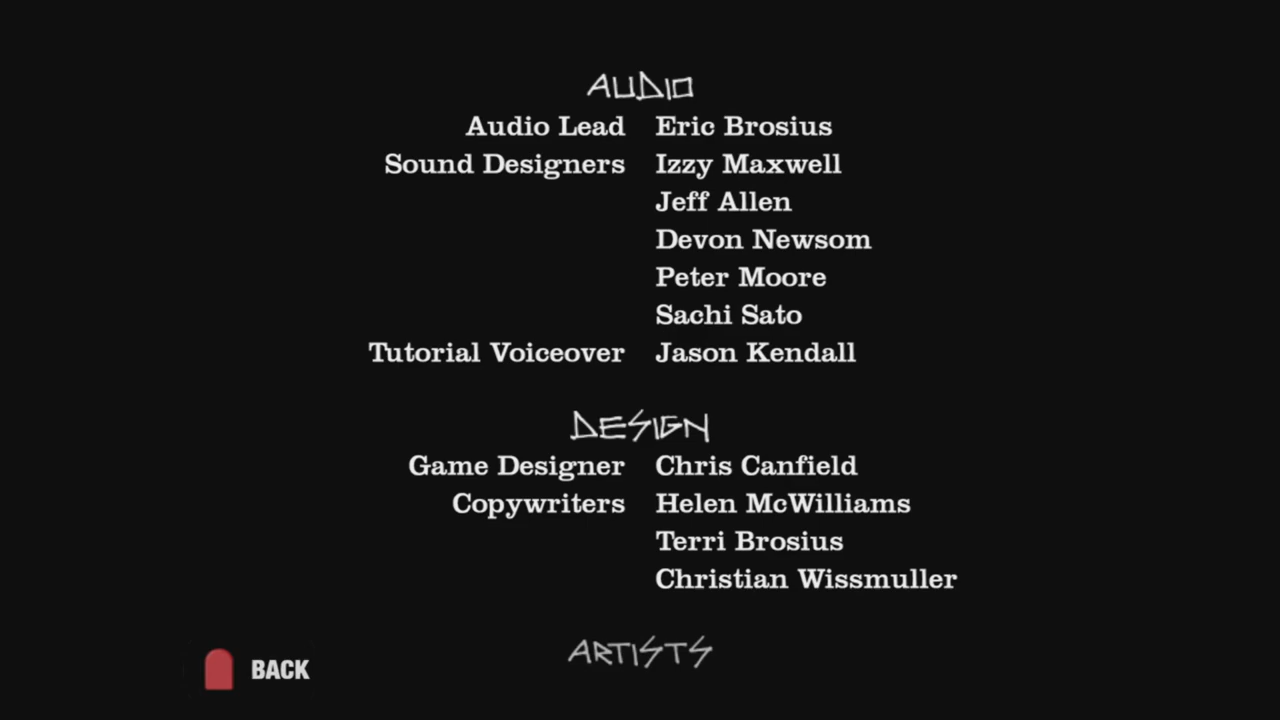 AUDIO
Audio Lead Eric Brosius
Sound Designers Izzy Maxwell
Jeff Allen
Devon Newsom
Peter Moore
Sachi Sato
Tutorial Voiceover Jason Kendall
DESIGN
Game Designer Chris Canfield
Copywriters Helen McWilliams
Terri Brosius
Christian Wissmuller
ARTISTS
BACK